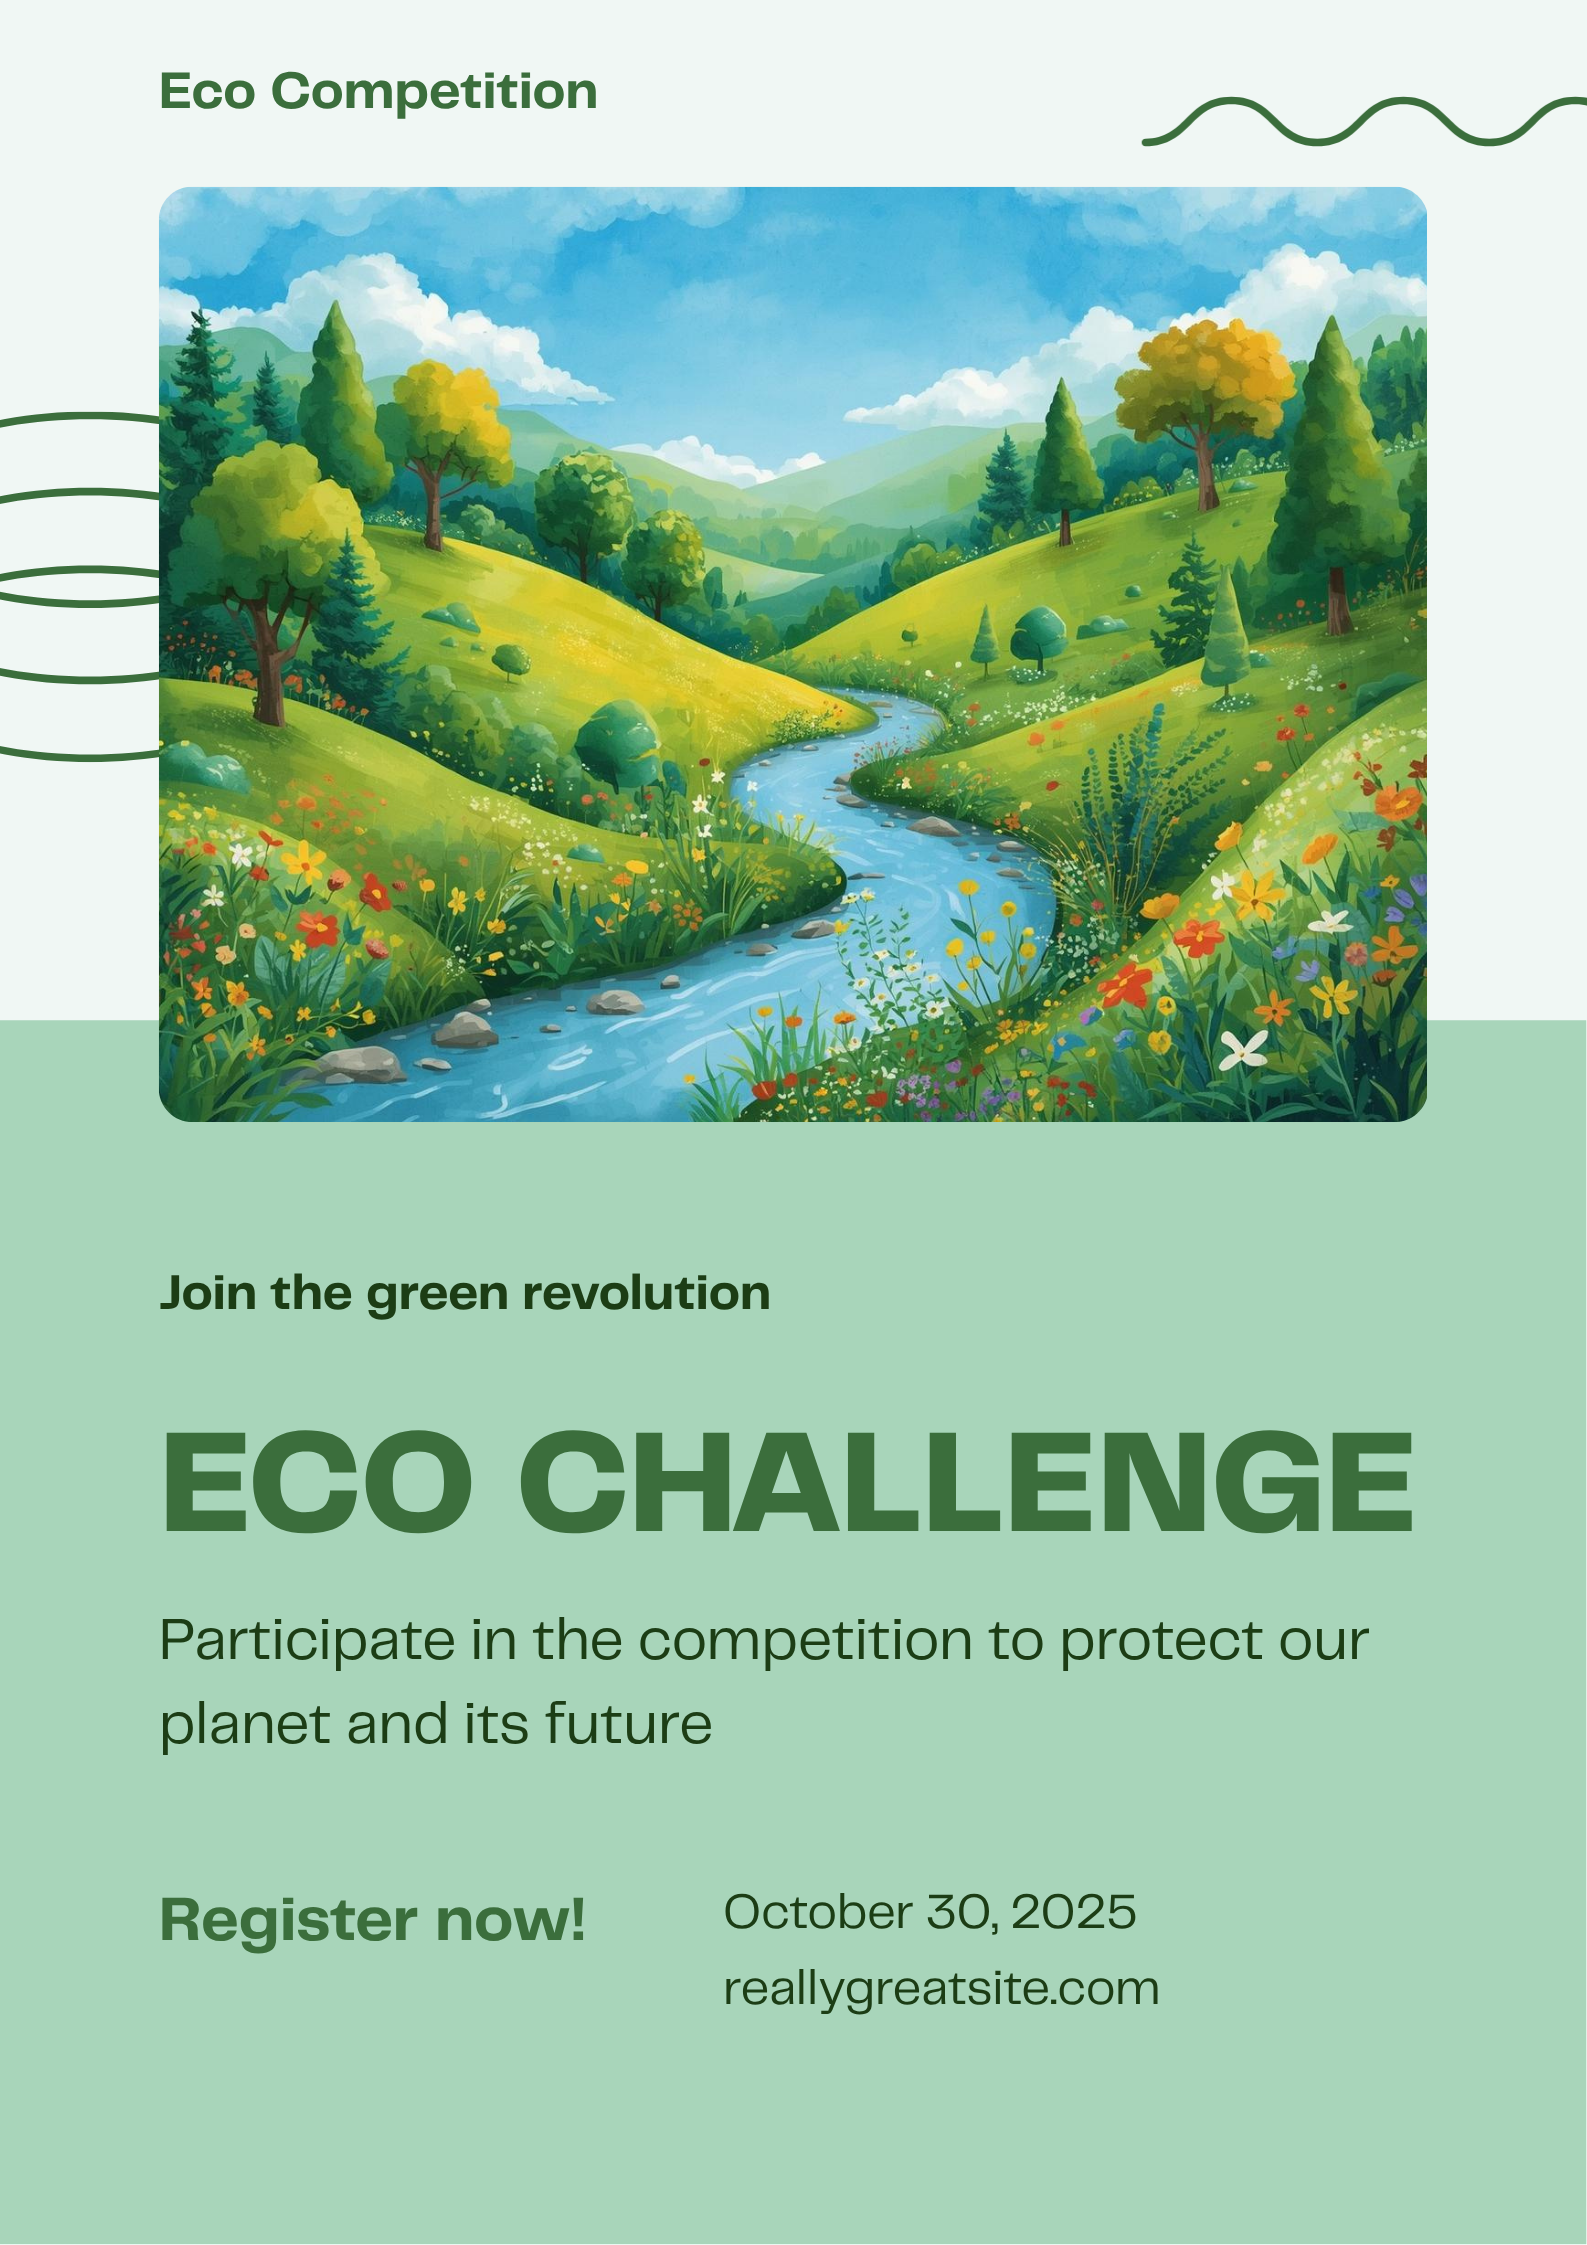 Eco Competition
Join the green revolution
ECO CHALLENGE
Participate in the competition to protect our
planet and its future
Register now!
October 30, 2025
reallygreatsite.com